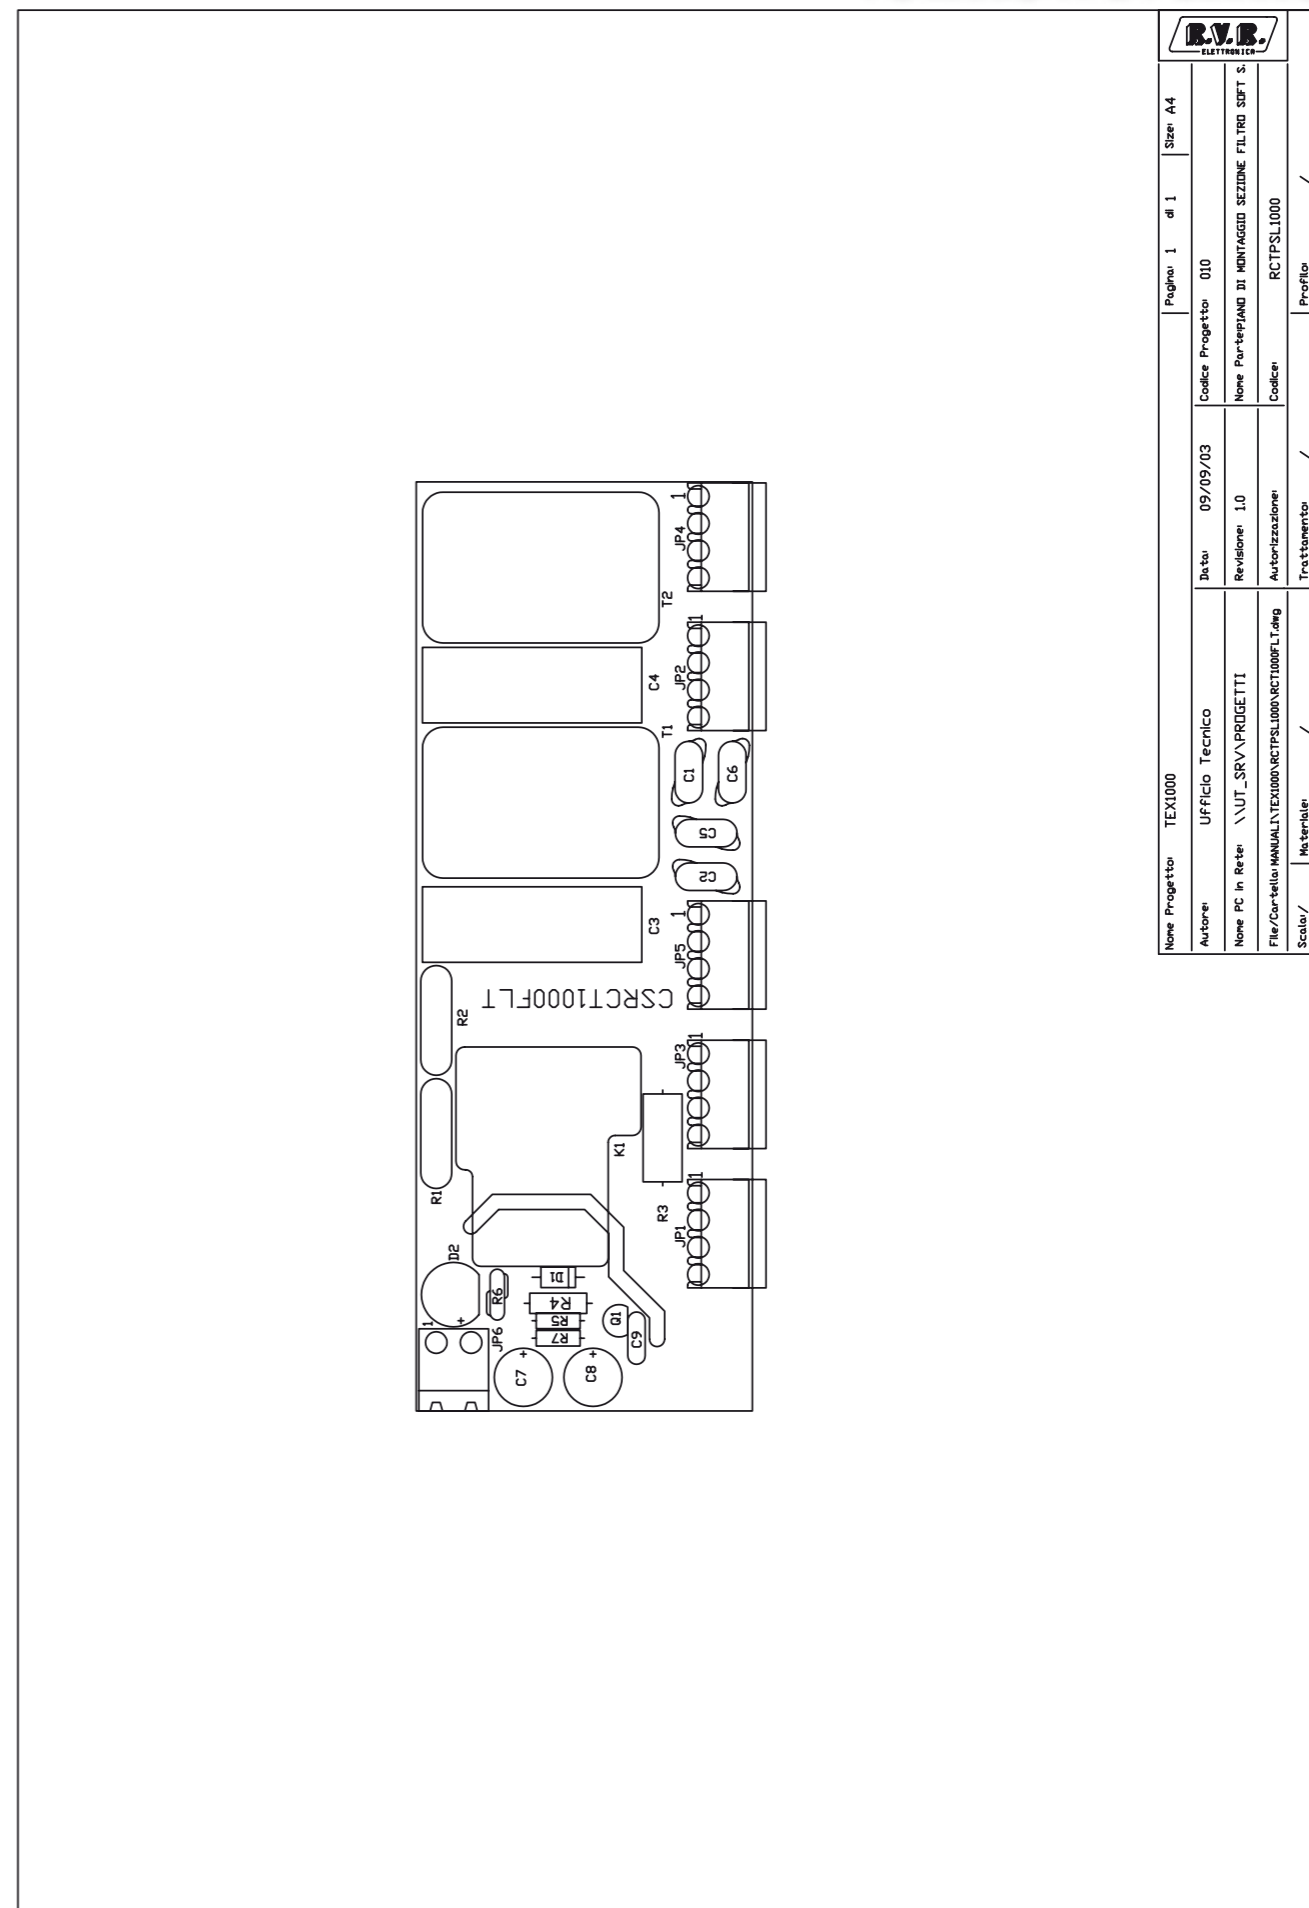 R.V.R.
ELETTRONICA
Nome Progetto: TEX1000
Pagina: 1 di 1
Size: A4
Autore: Ufficio Tecnico
Data: 09/09/03
Codice Progetto: 010
Nome PC in Rete: \\UT_SRV\PROGETTI
Revisione: 1.0
Nome Parte:PIANO DI MONTAGGIO SEZIONE FILTRO SOFT S.
File/Cartella:MANUALI\TEX1000\RCTPSL1000\RCT1000FLT.dwg
Autorizzazione:
Codice: RCTPSL1000
Scala:/
Materiale: /
Trattamento: /
Profilo: /
1
JP4
T2
1
JP2
C4
T1
C1
C6
C5
C2
1
JP5
C3
CSRCT1000FLT
R2
1
JP3
K1
R1
1
R3
JP1
D2
D1
R6
R4
R5
Q1
R7
C9
1
+
JP6
+
C7
+
C8